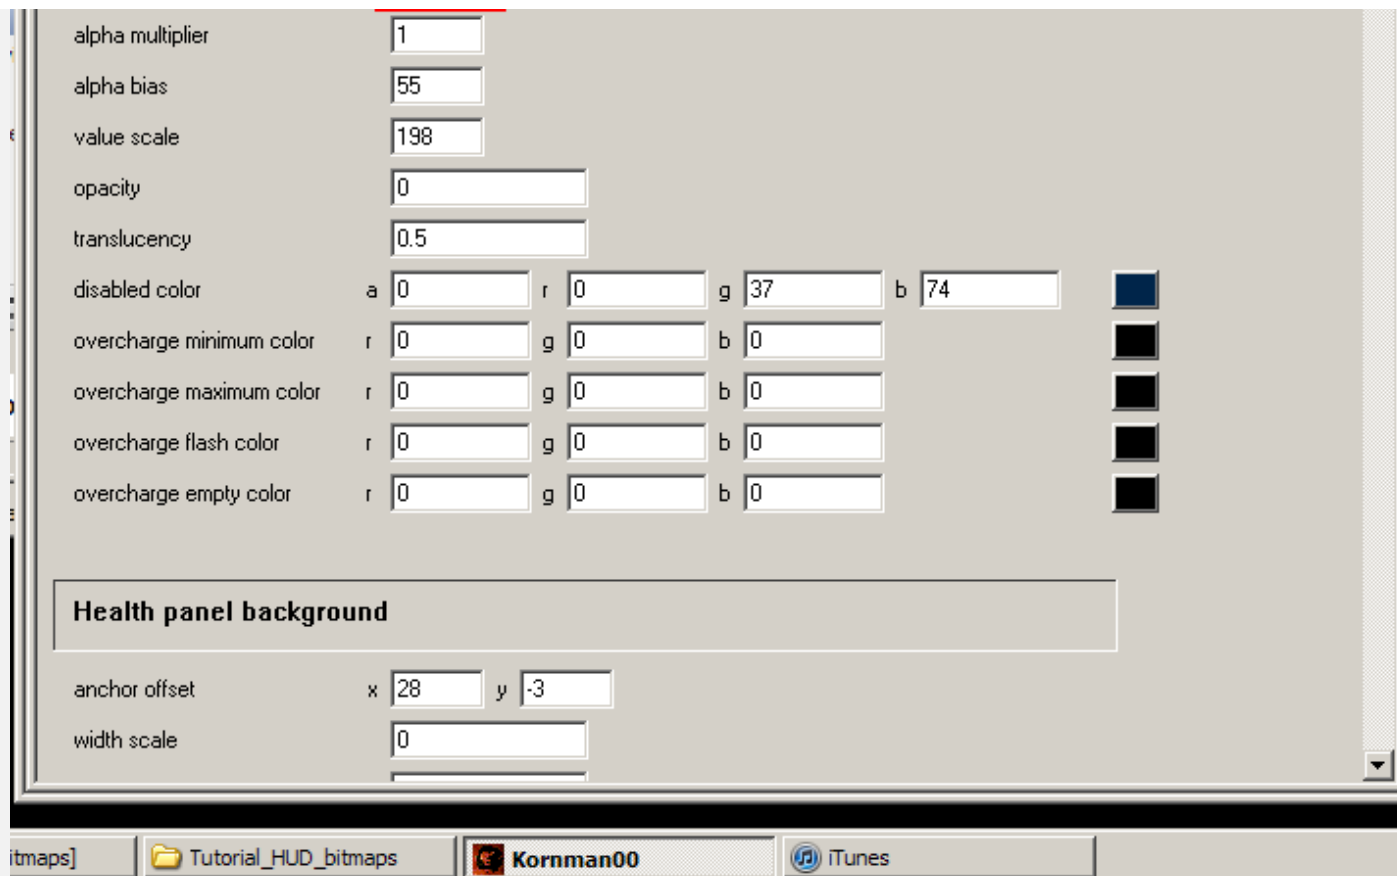 alpha multiplier 1
alpha bias 55
value scale 198
opacity 0
translucency 0.5
disabled color a 0 r 0 g 37 b 74
overcharge minimum color r 0 g 0 b 0
overcharge maximum color r 0 g 0 b 0
overcharge flash color r 0 g 0 b 0
overcharge empty color r 0 g 0 b 0
Health panel background
anchor offset x 28 y -3
width scale 0
itmaps] Tutorial_HUD_bitmaps Kornman00 iTunes